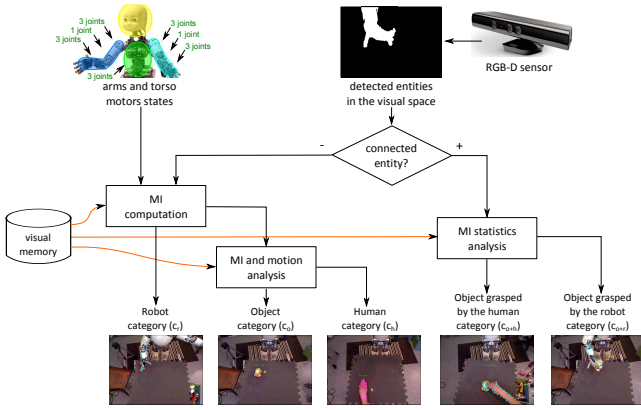 3 joints
1 joint
3 joints
3 joints
1 joint
3 joints
3 joints
arms and torso
motors states
detected entities
in the visual space
RGB-D sensor
-
connected
entity?
+
MI
computation
visual
memory
MI and motion
analysis
MI statistics
analysis
Robot
category (cr)
Object
category (co)
Human
category (ch)
Object grasped
by the human
category (co+h)
Object grasped
by the robot
category (co+r)